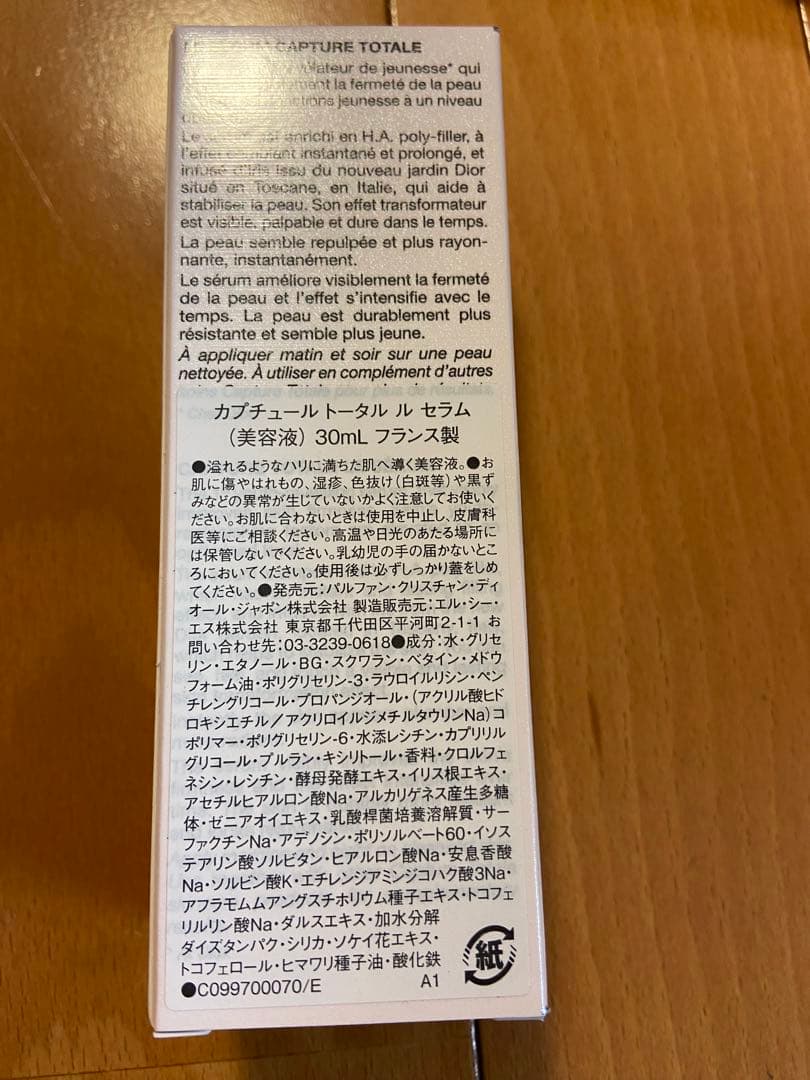 CAPTURE TOTALE
de jeunesse* qui
la fermeté de la peau
jeunesse à un niveau
enrichi en H.A. poly-filler, à
l'effet instantané et prolongé, et
infusé d'iris issu du nouveau jardin Dior
situé en Toscane, en Italie, qui aide à
stabiliser la peau. Son effet transformateur
est visible, palpable et dure dans le temps.
La peau semble repulpée et plus rayon-
nante, instantanément.
Le sérum améliore visiblement la fermeté
de la peau et l'effet s'intensifie avec le
temps. La peau est durablement plus
résistante et semble plus jeune.
À appliquer matin et soir sur une peau
nettoyée. À utiliser en complément d'autres
soins Capture Totale pour plus de résultats.
カプチュール トータル ル セラム
（美容液）30mL フランス製
●溢れるようなハリに満ちた肌へ導く美容液。●お
肌に傷やはれもの、湿疹、色抜け（白斑等）や黒ず
みなどの異常が生じていないかよく注意してお使いく
ださい。お肌に合わないときは使用を中止し、皮膚科
医等にご相談ください。高温や日光のあたる場所に
は保管しないでください。乳幼児の手の届かないとこ
ろにおいてください。使用後は必ずしっかり蓋をしめ
てください。●発売元：パルファン・クリスチャン・ディ
オール・ジャポン株式会社 製造販売元：エル・シー・
エス株式会社 東京都千代田区平河町2-1-1 お
問い合わせ先：03-3239-0618●成分：水・グリセ
リン・エタノール・BG・スクワラン・ベタイン・メドウ
フォーム油・ポリグリセリン-3・ラウロイルリシン・ペン
チレングリコール・プロパンジオール・（アクリル酸ヒド
ロキシエチル／アクリロイルジメチルタウリンNa）コ
ポリマー・ポリグリセリン-6・水添レシチン・カプリリル
グリコール・プルラン・キシリトール・香料・クロルフェ
ネシン・レシチン・酵母発酵エキス・イリス根エキス・
アセチルヒアルロン酸Na・アルカリゲネス産生多糖
体・ゼニアオイエキス・乳酸桿菌培養溶解質・サー
ファクチンNa・アデノシン・ポリソルベート60・イソス
テアリン酸ソルビタン・ヒアルロン酸Na・安息香酸
Na・ソルビン酸K・エチレンジアミンジコハク酸3Na・
アフラモムムアングスチホリウム種子エキス・トコフェ
リルリン酸Na・ダルスエキス・加水分解
ダイズタンパク・シリカ・ソケイ花エキス・
トコフェロール・ヒマワリ種子油・酸化鉄
●C099700070/E A1
紙